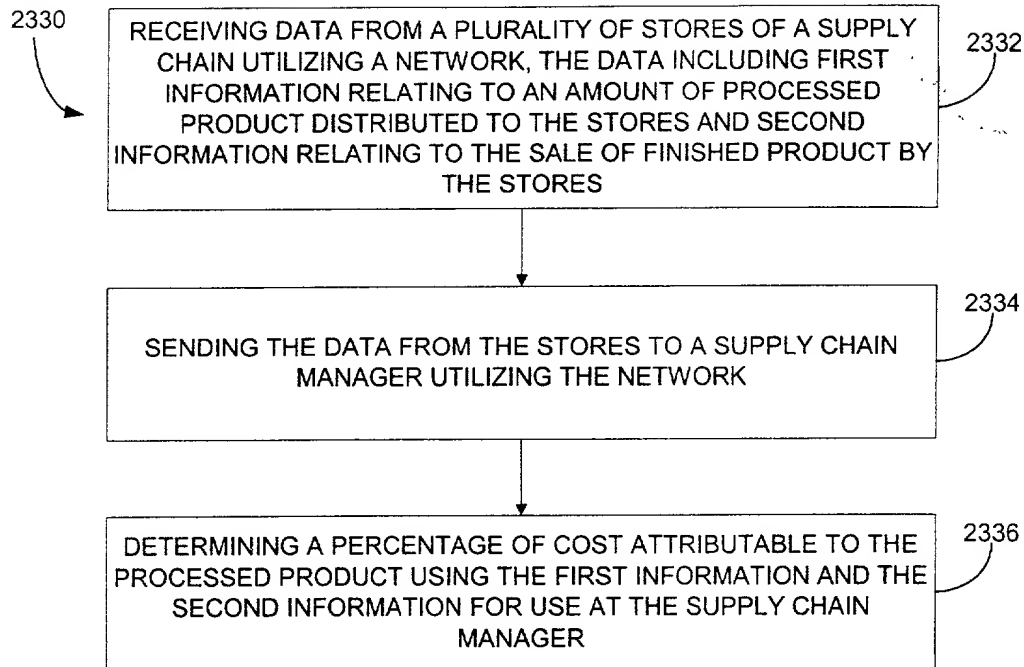 2330
RECEIVING DATA FROM A PLURALITY OF STORES OF A SUPPLY
CHAIN UTILIZING A NETWORK, THE DATA INCLUDING FIRST
INFORMATION RELATING TO AN AMOUNT OF PROCESSED
PRODUCT DISTRIBUTED TO THE STORES AND SECOND
INFORMATION RELATING TO THE SALE OF FINISHED PRODUCT BY
THE STORES
2332
SENDING THE DATA FROM THE STORES TO A SUPPLY CHAIN
MANAGER UTILIZING THE NETWORK
2334
DETERMINING A PERCENTAGE OF COST ATTRIBUTABLE TO THE
PROCESSED PRODUCT USING THE FIRST INFORMATION AND THE
SECOND INFORMATION FOR USE AT THE SUPPLY CHAIN
MANAGER
2336